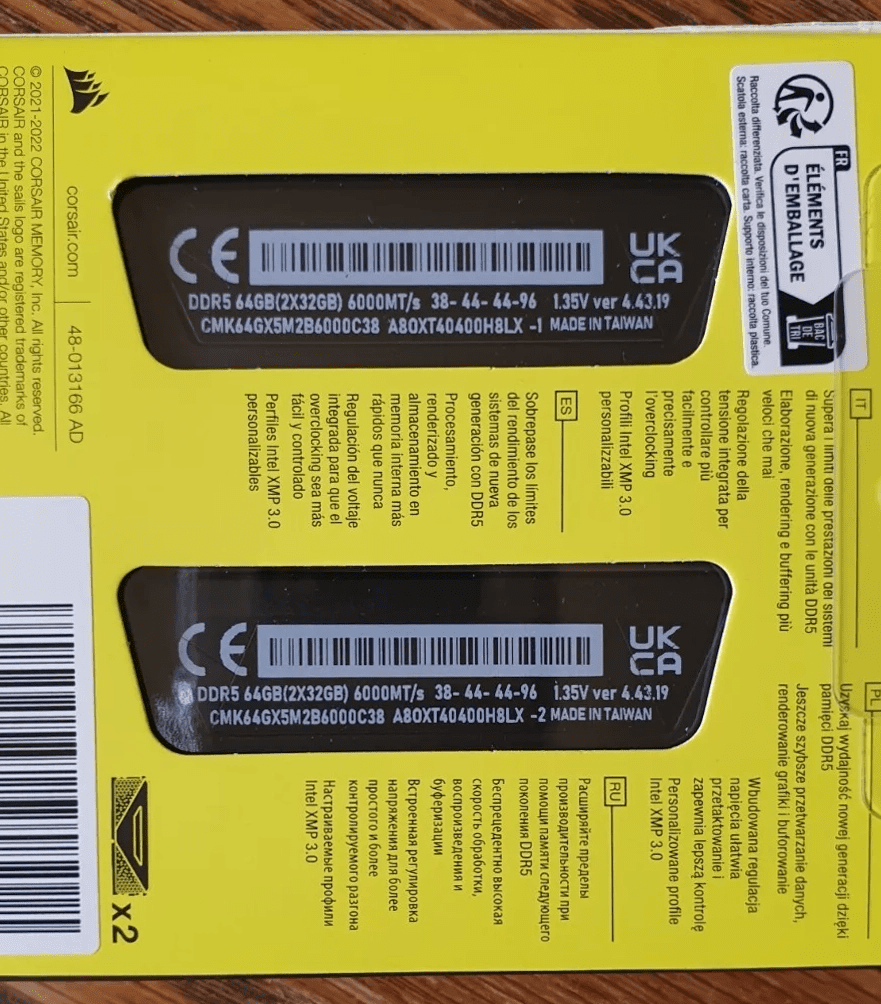 FR
ÉLÉMENTS
D'EMBALLAGE
BAC
DE
TRI
Raccolta differenziata. Verifica le disposizioni del tuo Comune.
Scatola esterna: raccolta carta. Supporto interno: raccolta plastica.
UK
CA
CE
DDR5 64GB(2X32GB) 6000MT/s 38-44-44-96 1.35V ver 4.43.19
CMK64GX5M2B6000C38 A80XT40400H8LX -1 MADE IN TAIWAN
IT
Supera i limiti delle prestazioni dei sistemi
di nuova generazione con le unità DDR5
Elaborazione, rendering e buffering più
veloci che mai
Regolazione della
tensione integrata per
controllare più
facilmente e
precisamente
l'overclocking
Profili Intel XMP 3.0
personalizzabili
ES
Sobrepase los límites
del rendimiento de los
sistemas de nueva
generación con DDR5
Procesamiento,
renderizado y
almacenamiento en
memoria interna más
rápidos que nunca
Regulación del voltaje
integrada para que el
overclocking sea más
fácil y controlado
Perfiles Intel XMP 3.0
personalizables
PL
Uzyskaj wydajność nowej generacji dzięki
pamięci DDR5
Jeszcze szybsze przetwarzanie danych,
renderowanie grafiki i buforowanie
Wbudowana regulacja
napięcia ułatwia
przetaktowanie i
zapewnia lepszą kontrolę
Personalizowane profile
Intel XMP 3.0
RU
Расширяйте пределы
производительности при
помощи памяти следующего
поколения DDR5
Беспрецедентно высокая
скорость обработки,
воспроизведения и
буферизации
Встроенная регулировка
напряжения для более
простого и более
контролируемого разгона
Настраиваемые профили
Intel XMP 3.0
UK
CA
CE
DDR5 64GB(2X32GB) 6000MT/s 38-44-44-96 1.35V ver 4.43.19
CMK64GX5M2B6000C38 A80XT40400H8LX -2 MADE IN TAIWAN
x2
corsair.com
48-013166 AD
© 2021-2022 CORSAIR MEMORY, Inc. All rights reserved.
CORSAIR and the sails logo are registered trademarks of
CORSAIR in the United States and/or other countries. All